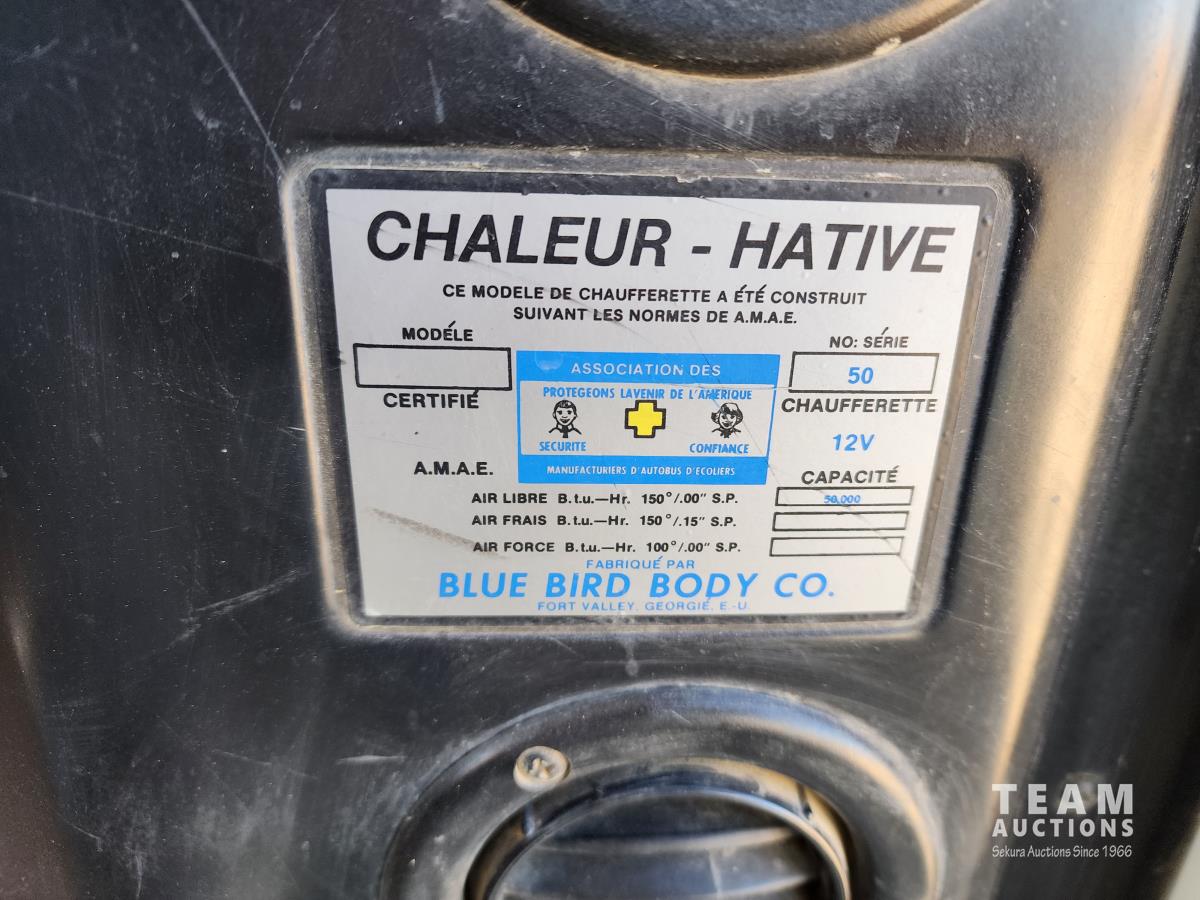 CHALEUR - HATIVE
CE MODELE DE CHAUFFERETTE A ÉTÉ CONSTRUIT
SUIVANT LES NORMES DE A.M.A.E.
MODÉLE
NO: SÉRIE
50
CERTIFIÉ
CHAUFFERETTE
12V
ASSOCIATION DES
PROTEGEONS LAVENIR DE L'AMÉRIQUE
SECURITE
CONFIANCE
MANUFACTURIERS D'AUTOBUS D'ECOLIERS
A.M.A.E.
CAPACITÉ
AIR LIBRE B.t.u.—Hr. 150°/.00" S.P. 50,000
AIR FRAIS B.t.u.—Hr. 150°/.15" S.P.
AIR FORCE B.t.u.—Hr. 100°/.00" S.P.
FABRIQUÉ PAR
BLUE BIRD BODY CO.
FORT VALLEY, GEORGIE, E.-U.
TEAM
AUCTIONS
Sekura Auctions Since 1966